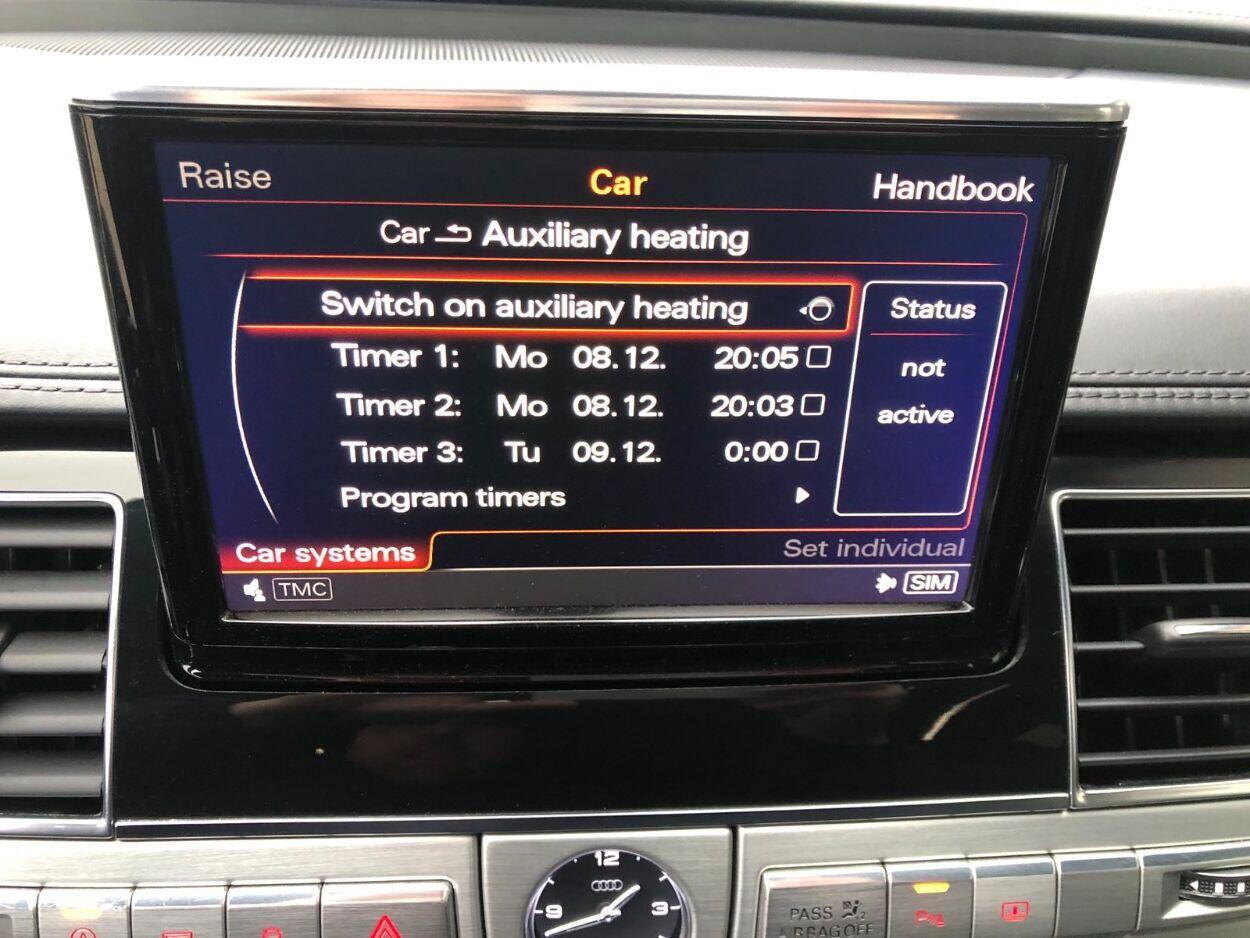 Raise Car Handbook
Car Auxiliary heating
Switch on auxiliary heating
Timer 1: Mo 08.12. 20:05
Timer 2: Mo 08.12. 20:03
Timer 3: Tu 09.12. 0:00
Program timers
Status
not
active
Car systems Set individual
TMC SIM
12
9 3
PASS
AIRBAG OFF